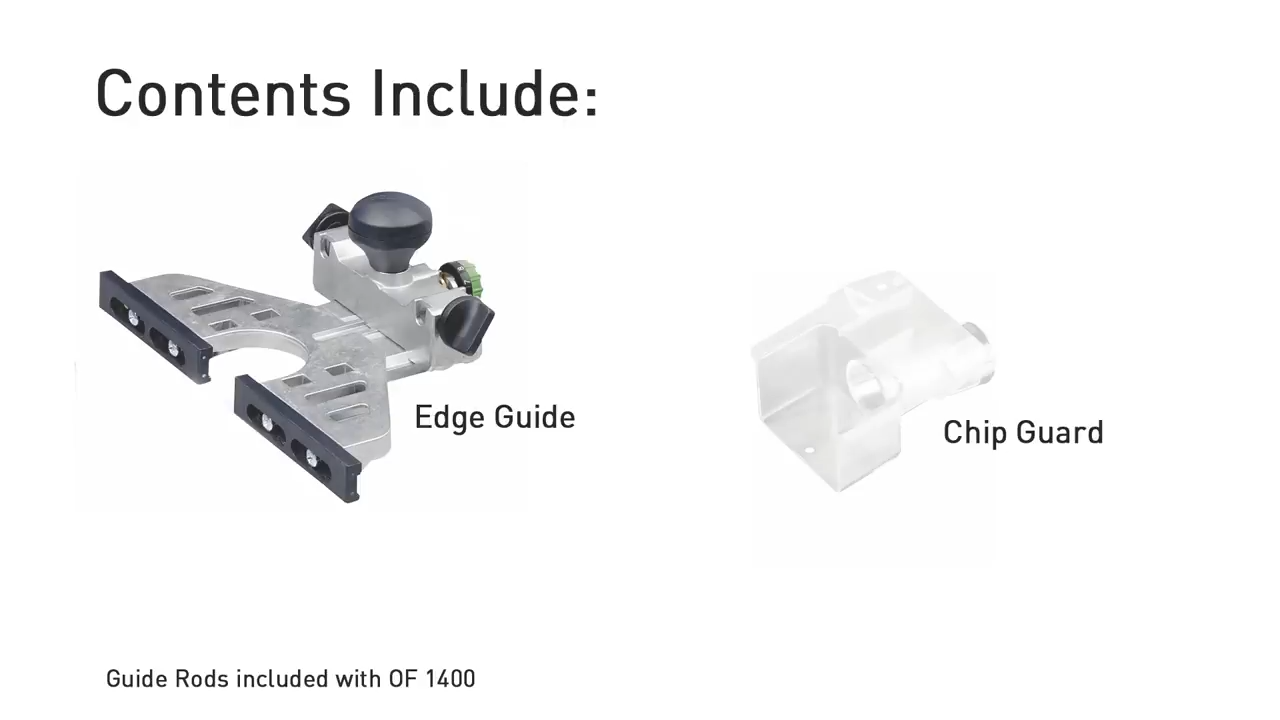 Contents Include:
Edge Guide
Chip Guard
Guide Rods included with OF 1400